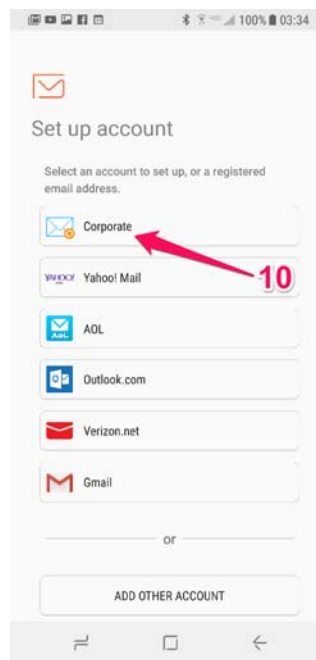 100% 03:34
Set up account
Select an account to set up, or a registered
email address.
Corporate
10
YAHOO! Yahoo! Mail
Aol. AOL
Outlook.com
Verizon.net
Gmail
or
ADD OTHER ACCOUNT